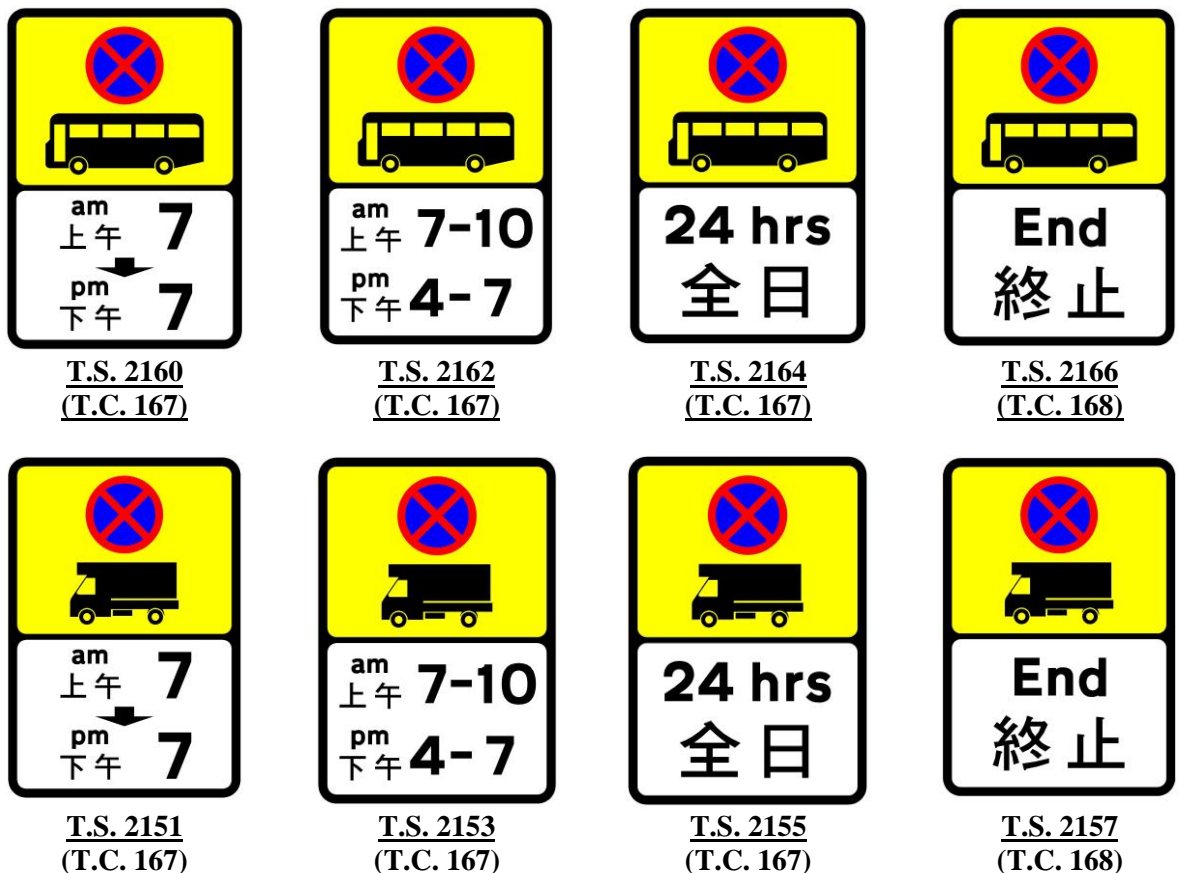 am
上午 7
pm
下午 7
am
上午 7-10
pm
下午 4-7
24 hrs
全日
End
終止
T.S. 2160
(T.C. 167)
T.S. 2162
(T.C. 167)
T.S. 2164
(T.C. 167)
T.S. 2166
(T.C. 168)
am
上午 7
pm
下午 7
am
上午 7-10
pm
下午 4-7
24 hrs
全日
End
終止
T.S. 2151
(T.C. 167)
T.S. 2153
(T.C. 167)
T.S. 2155
(T.C. 167)
T.S. 2157
(T.C. 168)